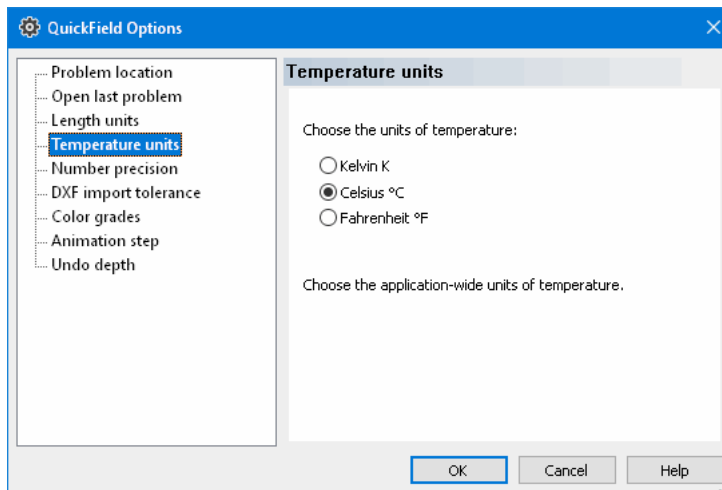 QuickField Options
Problem location
Open last problem
Length units
Temperature units
Number precision
DXF import tolerance
Color grades
Animation step
Undo depth
Temperature units
Choose the units of temperature:
Kelvin K
Celsius °C
Fahrenheit °F
Choose the application-wide units of temperature.
OK Cancel Help